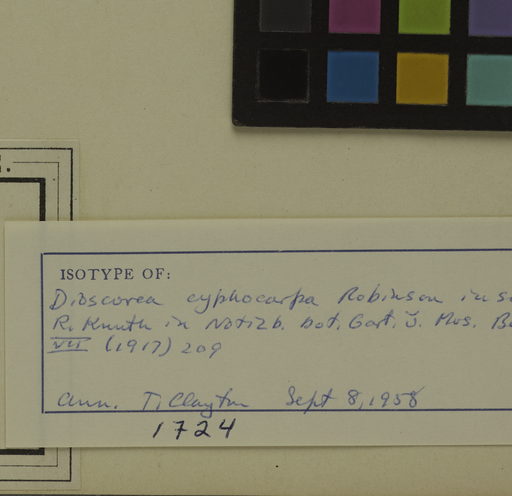 ISOTYPE OF:
Dioscorea cyphocarpa Robinson in
R. Knuth in Notizb. bot. Gart. Mus.
VII (1917) 209
Ann. T. Clayton Sept 8, 1958
1724